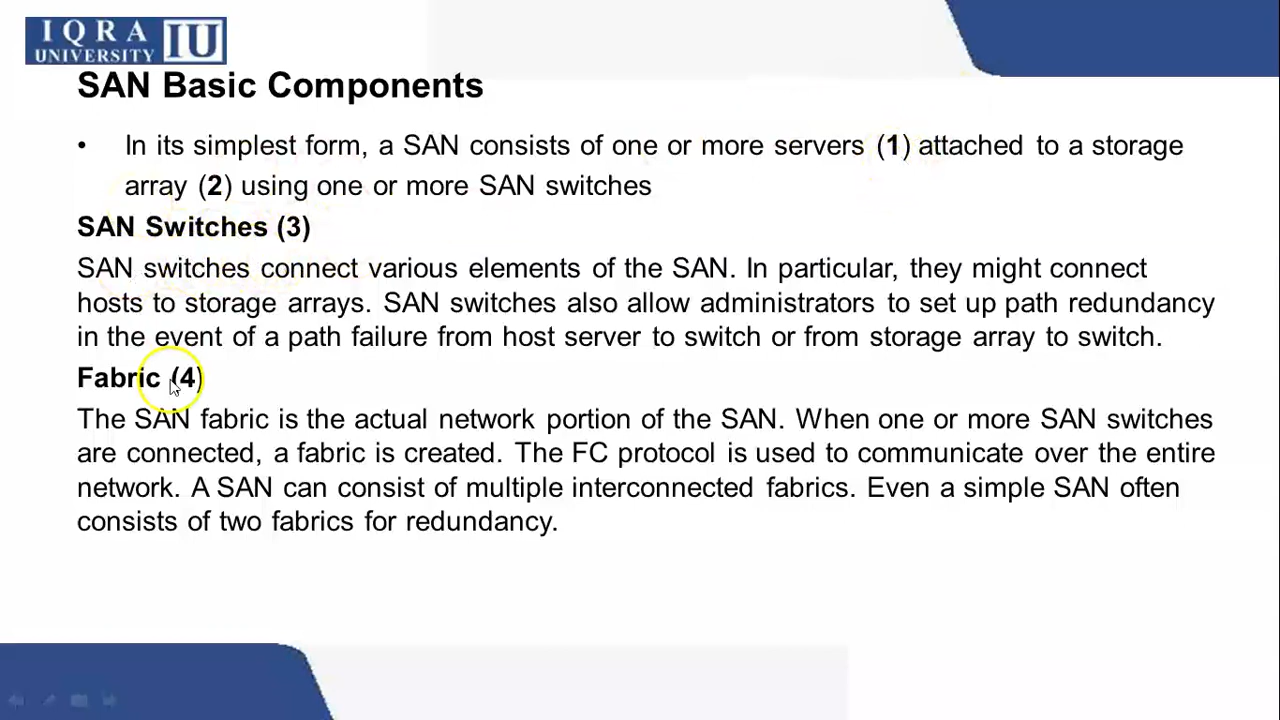 IQRA
UNIVERSITY IU
SAN Basic Components
• In its simplest form, a SAN consists of one or more servers (1) attached to a storage
array (2) using one or more SAN switches
SAN Switches (3)
SAN switches connect various elements of the SAN. In particular, they might connect
hosts to storage arrays. SAN switches also allow administrators to set up path redundancy
in the event of a path failure from host server to switch or from storage array to switch.
Fabric (4)
The SAN fabric is the actual network portion of the SAN. When one or more SAN switches
are connected, a fabric is created. The FC protocol is used to communicate over the entire
network. A SAN can consist of multiple interconnected fabrics. Even a simple SAN often
consists of two fabrics for redundancy.